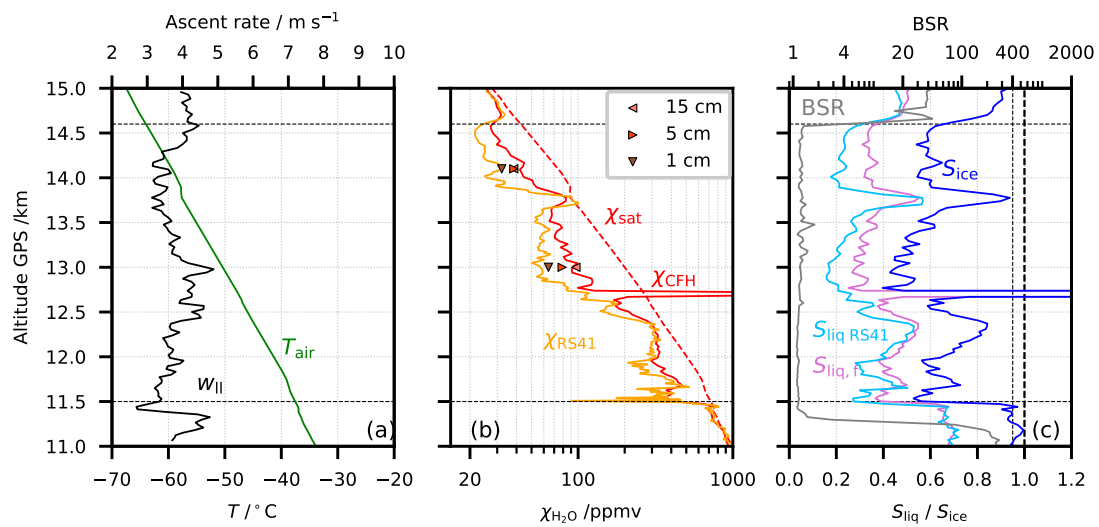 Ascent rate / m s⁻¹
2 3 4 5 6 7 8 9 10
BSR
1 4 20 100 400 2000
Altitude GPS /km
15.0
14.5
14.0
13.5
13.0
12.5
12.0
11.5
11.0
T_air
w_ll
(a)
−70 −60 −50 −40 −30 −20
T /°C
15 cm
5 cm
1 cm
χ_sat
χ_CFH
χ_RS41
(b)
20 100 1000
χ_H₂O /ppmv
BSR
S_ice
S_liq RS41
S_liq, f
(c)
0.0 0.2 0.4 0.6 0.8 1.0 1.2
S_liq / S_ice